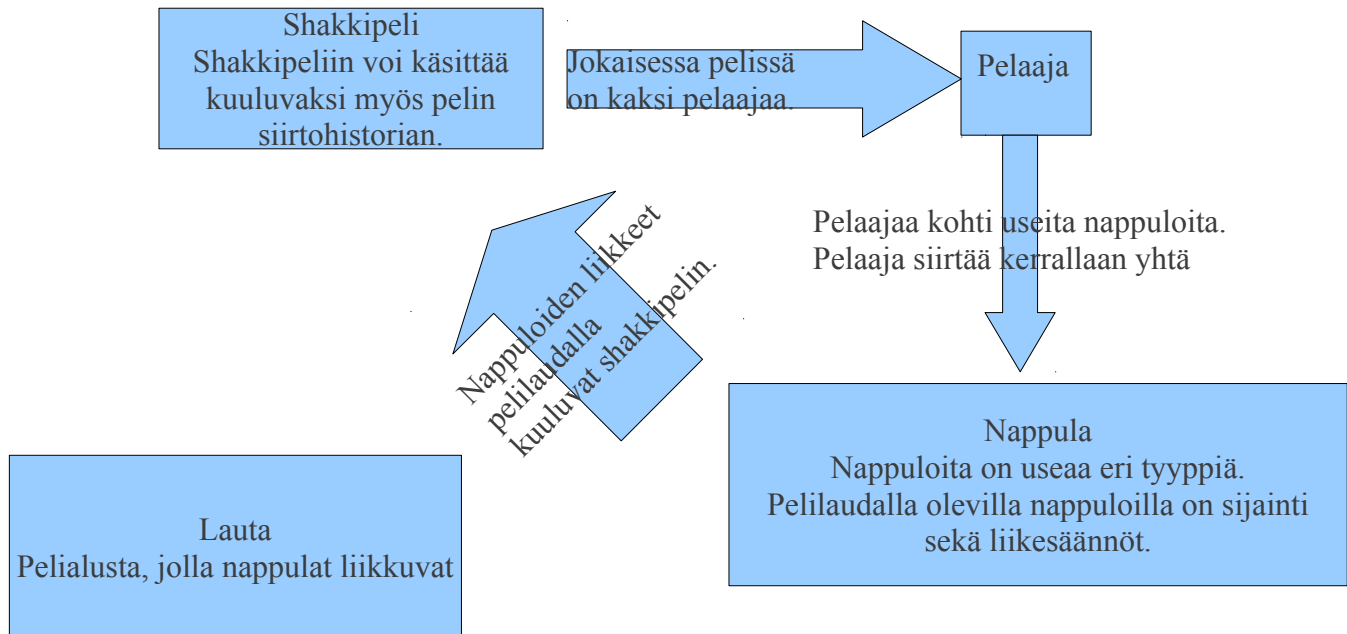 Shakkipeli
Shakkipeliin voi käsittää
kuuluvaksi myös pelin
siirtohistorian.
Jokaisessa pelissä
on kaksi pelaajaa.
Pelaaja
Pelaajaa kohti useita nappuloita.
Pelaaja siirtää kerrallaan yhtä
Nappuloiden liikkeet
pelilaudalla
kuuluvat shakkipelin.
Nappula
Nappuloita on useaa eri tyyppiä.
Pelilaudalla olevilla nappuloilla on sijainti
sekä liikesäännöt.
Lauta
Pelialusta, jolla nappulat liikkuvat